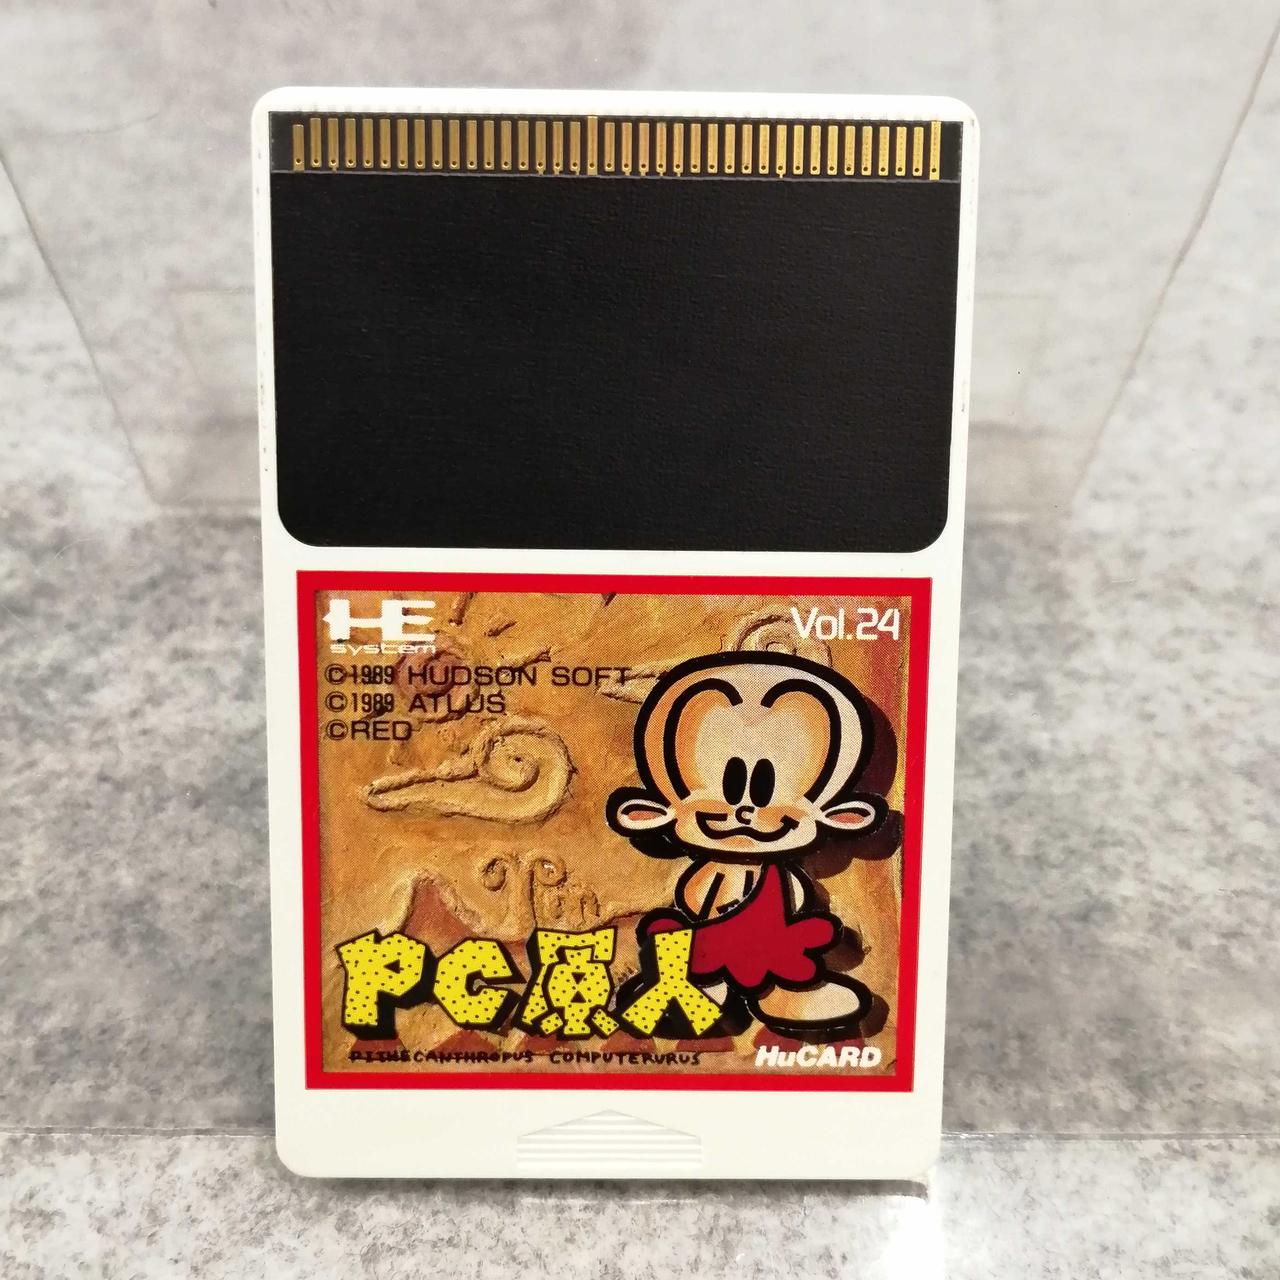 HE
system
Vol.24
©1989 HUDSON SOFT
©1989 ATLUS
©RED
PC原人
PITHECANTHROPUS COMPUTERURUS
HuCARD